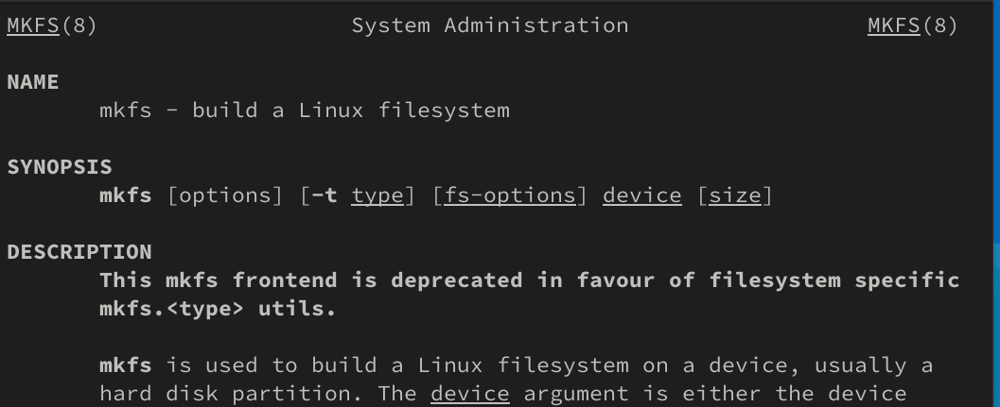 MKFS(8) System Administration MKFS(8)
NAME
mkfs - build a Linux filesystem
SYNOPSIS
mkfs [options] [-t type] [fs-options] device [size]
DESCRIPTION
This mkfs frontend is deprecated in favour of filesystem specific
mkfs.<type> utils.
mkfs is used to build a Linux filesystem on a device, usually a
hard disk partition. The device argument is either the device